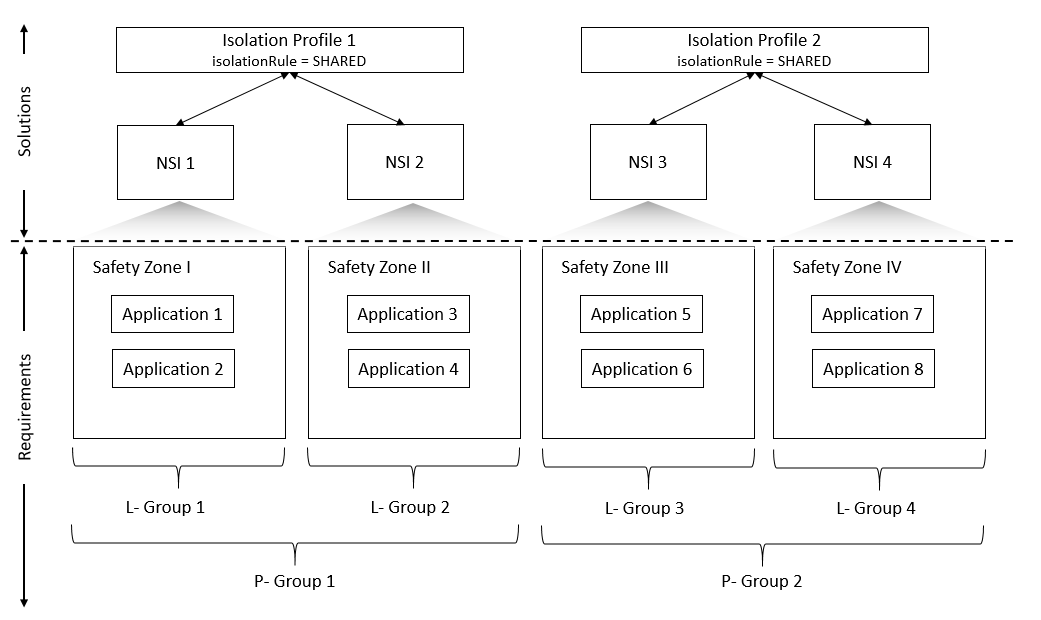 Isolation Profile 1
isolationRule = SHARED
Isolation Profile 2
isolationRule = SHARED
Solutions
NSI 1
NSI 2
NSI 3
NSI 4
Requirements
Safety Zone I
Application 1
Application 2
Safety Zone II
Application 3
Application 4
Safety Zone III
Application 5
Application 6
Safety Zone IV
Application 7
Application 8
L- Group 1
L- Group 2
L- Group 3
L- Group 4
P- Group 1
P- Group 2